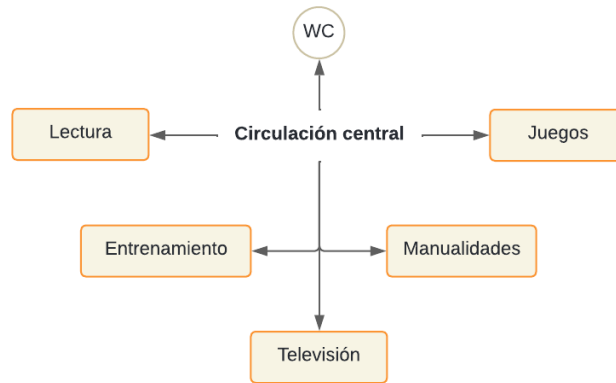 WC
Lectura
Circulación central
Juegos
Entrenamiento
Manualidades
Televisión